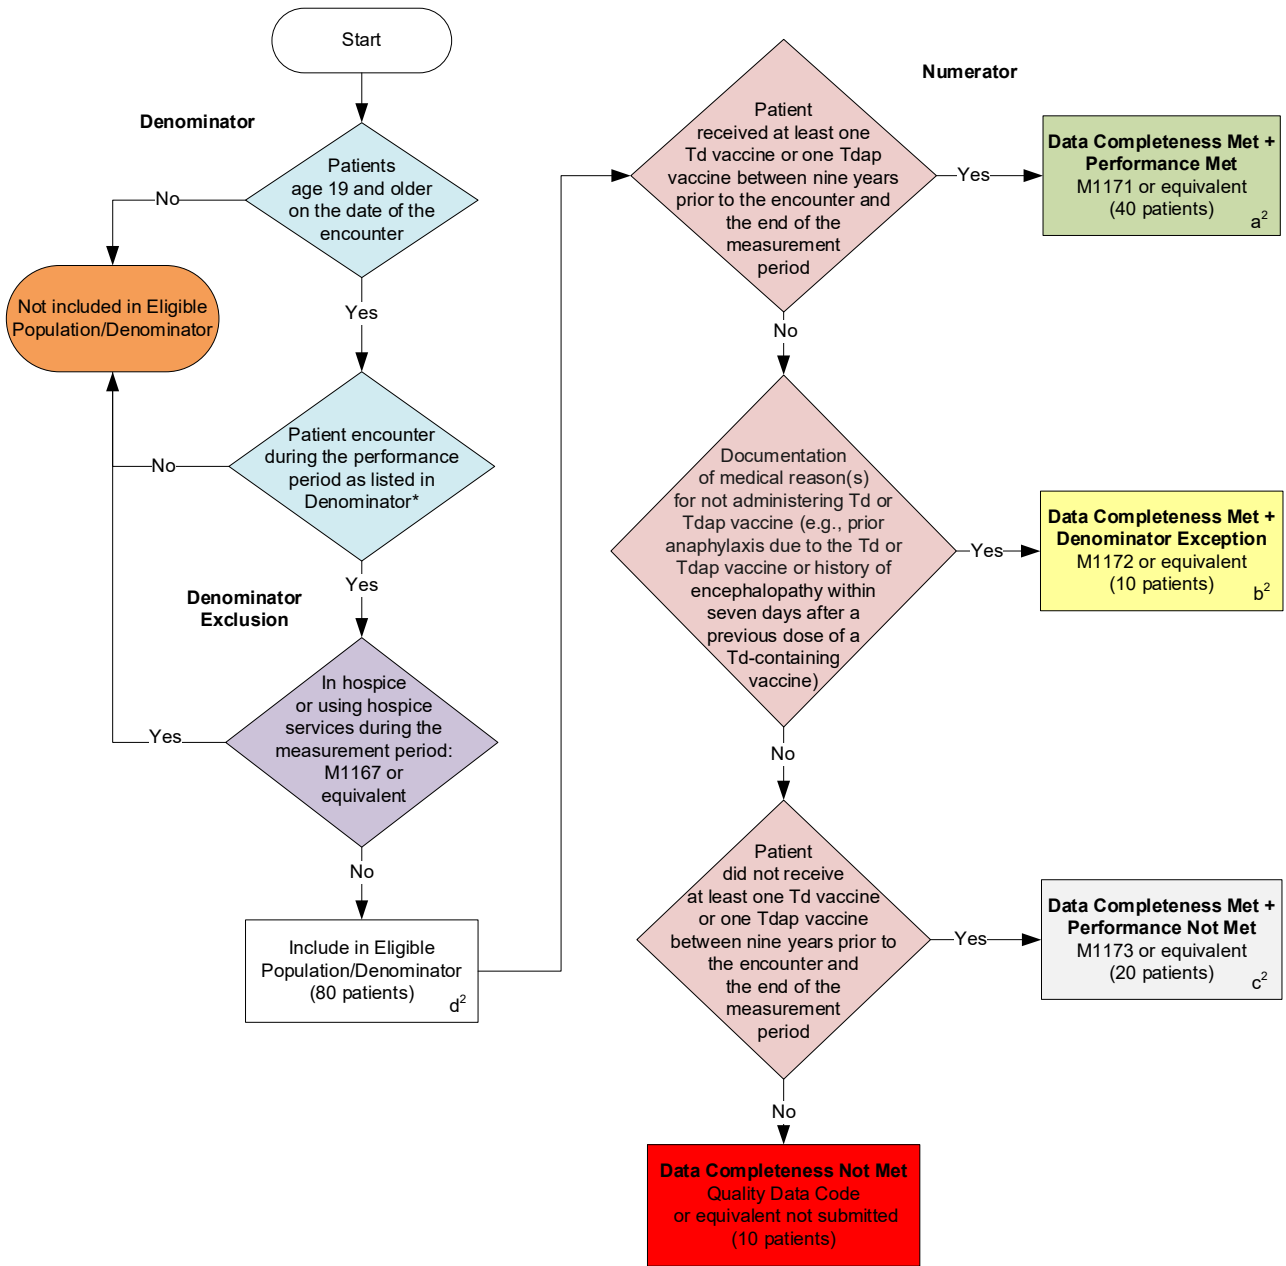 Start
Denominator
Patients
age 19 and older
on the date of the
encounter
No
Not included in Eligible
Population/Denominator
Yes
Patient encounter
during the performance
period as listed in
Denominator*
No
Yes
Denominator
Exclusion
In hospice
or using hospice
services during the
measurement period:
M1167 or
equivalent
Yes
No
Include in Eligible
Population/Denominator
(80 patients)
d²
Numerator
Patient
received at least one
Td vaccine or one Tdap
vaccine between nine years
prior to the encounter and
the end of the
measurement
period
Yes
Data Completeness Met +
Performance Met
M1171 or equivalent
(40 patients)
a²
No
Documentation
of medical reason(s)
for not administering Td or
Tdap vaccine (e.g., prior
anaphylaxis due to the Td or
Tdap vaccine or history of
encephalopathy within
seven days after a
previous dose of a
Td-containing
vaccine)
Yes
Data Completeness Met +
Denominator Exception
M1172 or equivalent
(10 patients)
b²
No
Patient
did not receive
at least one Td vaccine
or one Tdap vaccine
between nine years prior to
the encounter and
the end of the
measurement
period
Yes
Data Completeness Met +
Performance Not Met
M1173 or equivalent
(20 patients)
c²
No
Data Completeness Not Met
Quality Data Code
or equivalent not submitted
(10 patients)